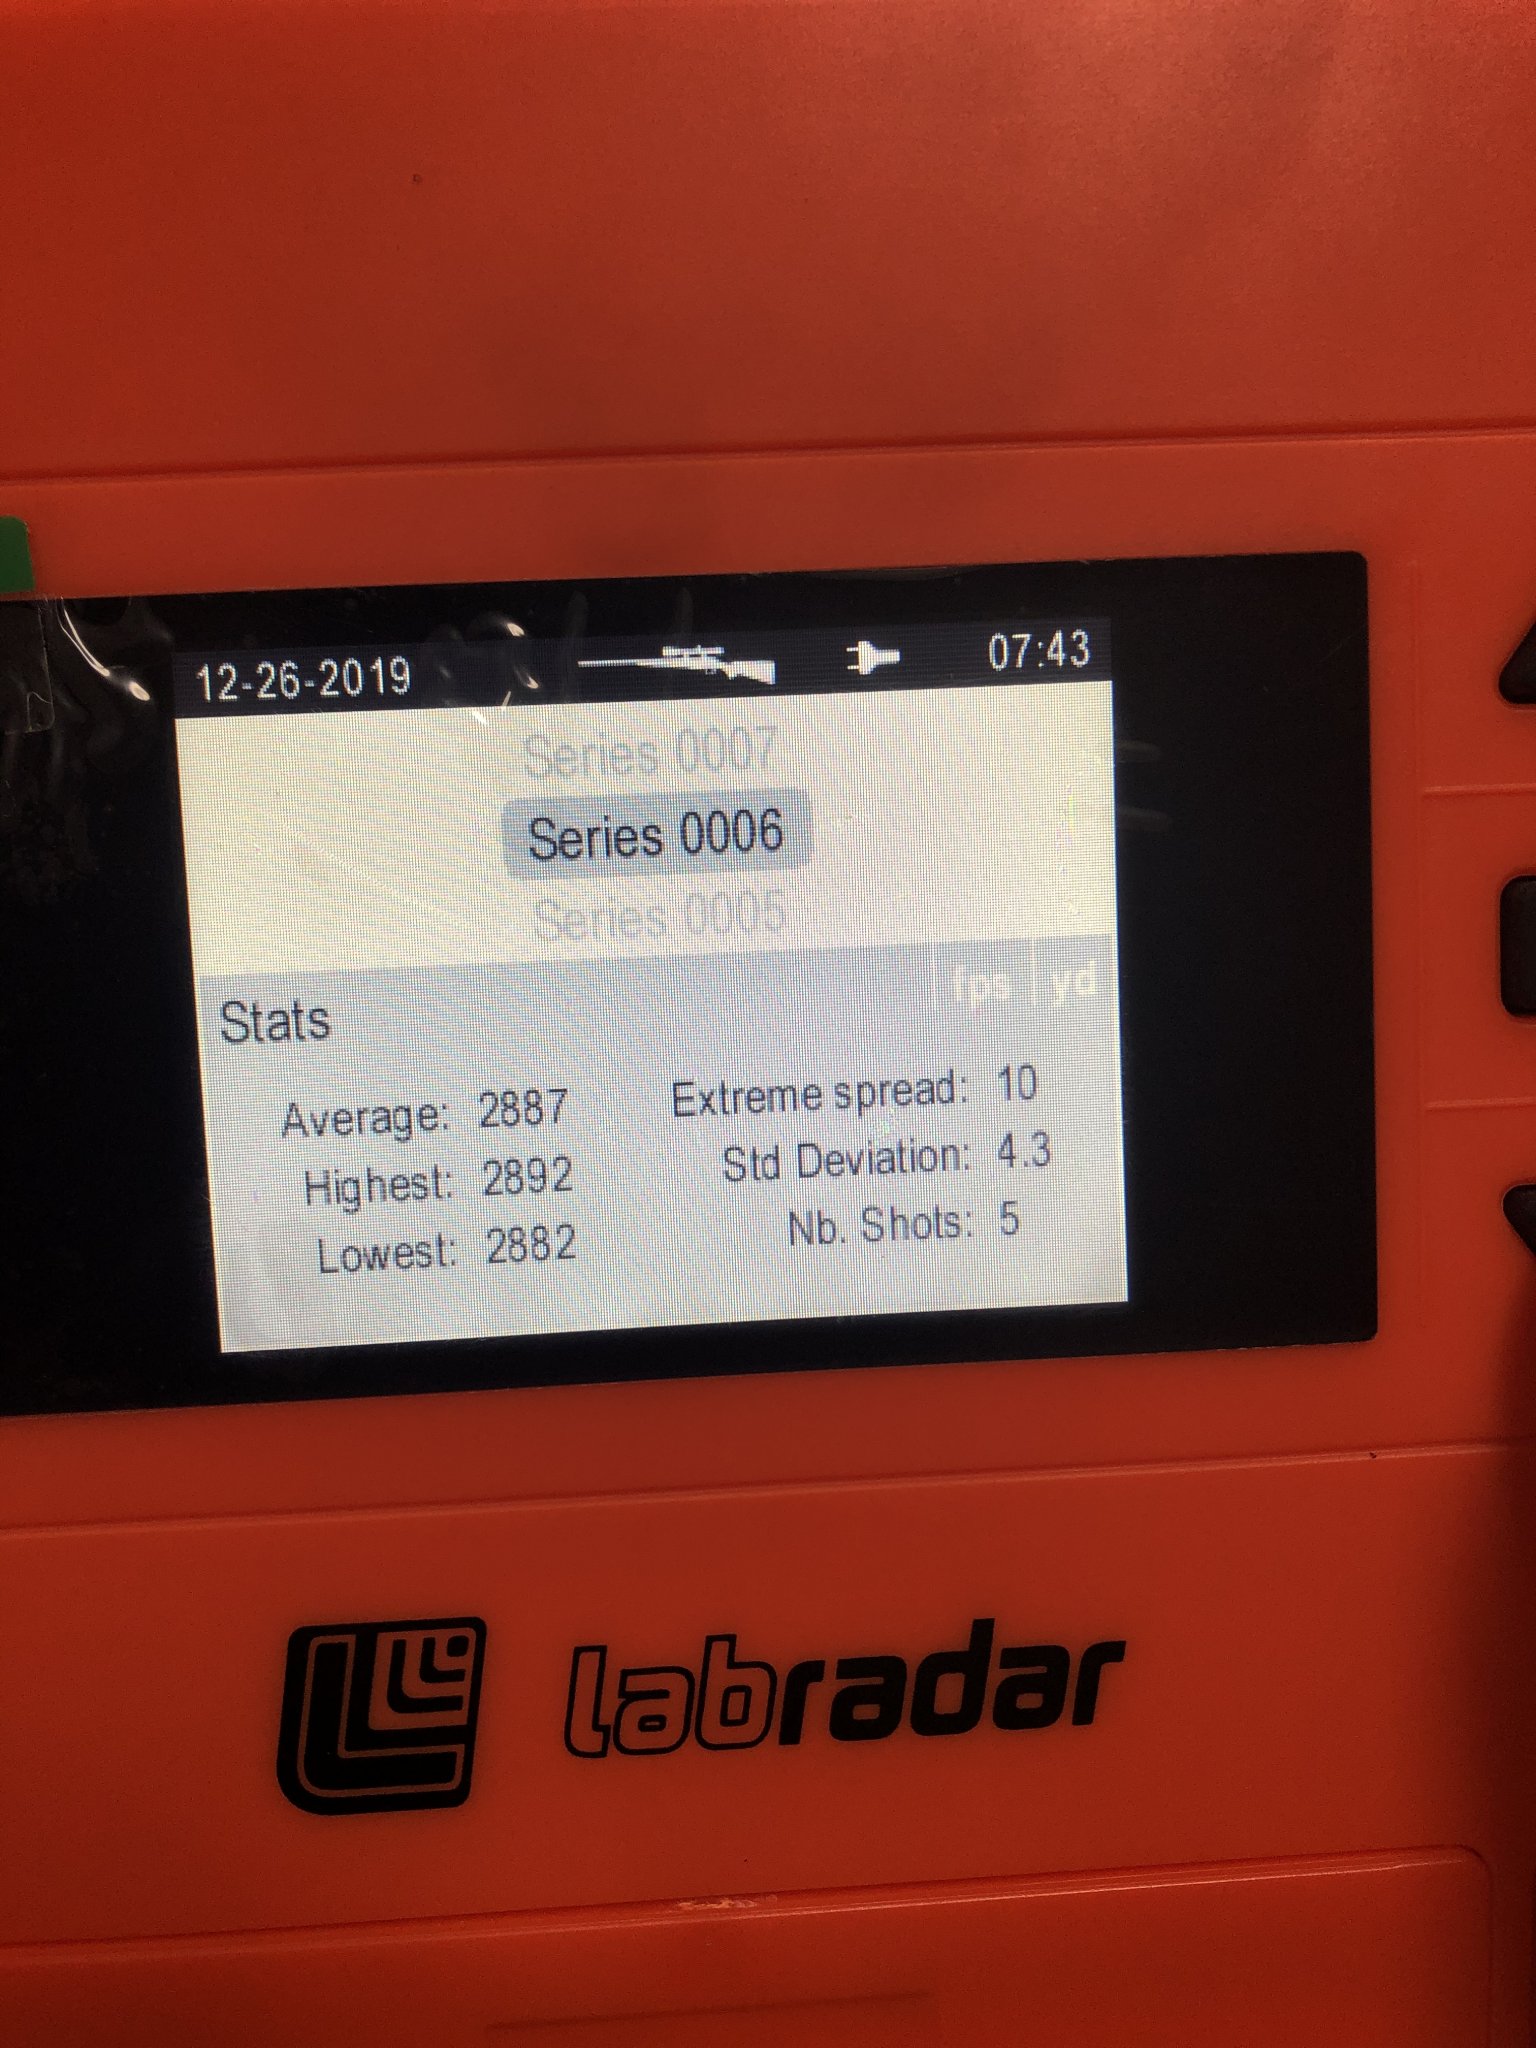 12-26-2019 07:43
Series 0007
Series 0006
Series 0005
fps | yd
Stats
Average: 2887 Extreme spread: 10
Highest: 2892 Std Deviation: 4.3
Lowest: 2882 Nb. Shots: 5
labradar